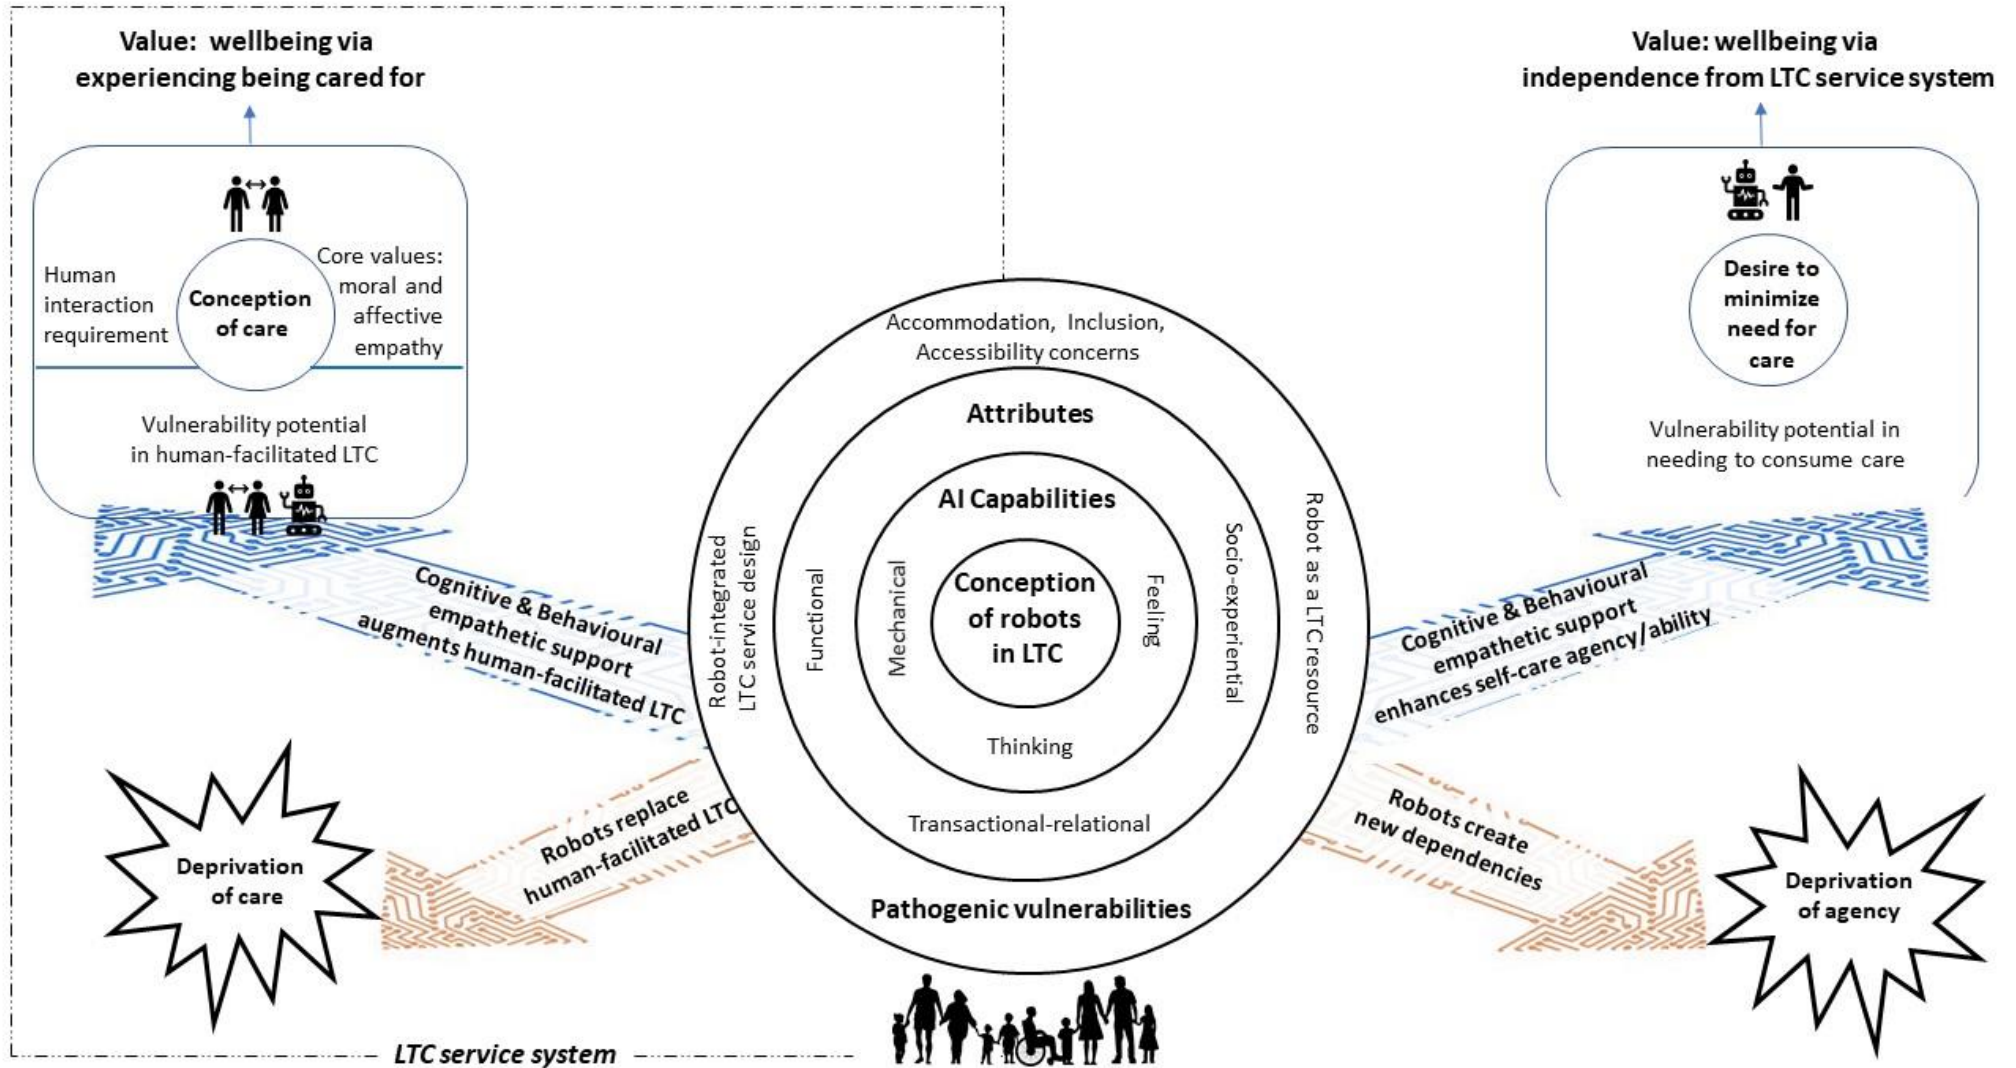 Value:  wellbeing via
experiencing being cared for
Human
interaction
requirement
Conception
of care
Core values:
moral and
affective
empathy
Vulnerability potential
in human-facilitated LTC
Cognitive & Behavioural
empathetic support
augments human-facilitated LTC
Robots replace
human-facilitated LTC
Deprivation
of care
LTC service system
Accommodation,  Inclusion,
Accessibility concerns
Attributes
AI Capabilities
Conception
of robots
in LTC
Robot-integrated
LTC service design
Functional
Mechanical
Feeling
Socio-experiential
Robot as a LTC resource
Thinking
Transactional-relational
Pathogenic vulnerabilities
Value: wellbeing via
independence from LTC service system
Desire to
minimize
need for
care
Vulnerability potential in
needing to consume care
Cognitive & Behavioural
empathetic support
enhances self-care agency/ability
Robots create
new dependencies
Deprivation
of agency